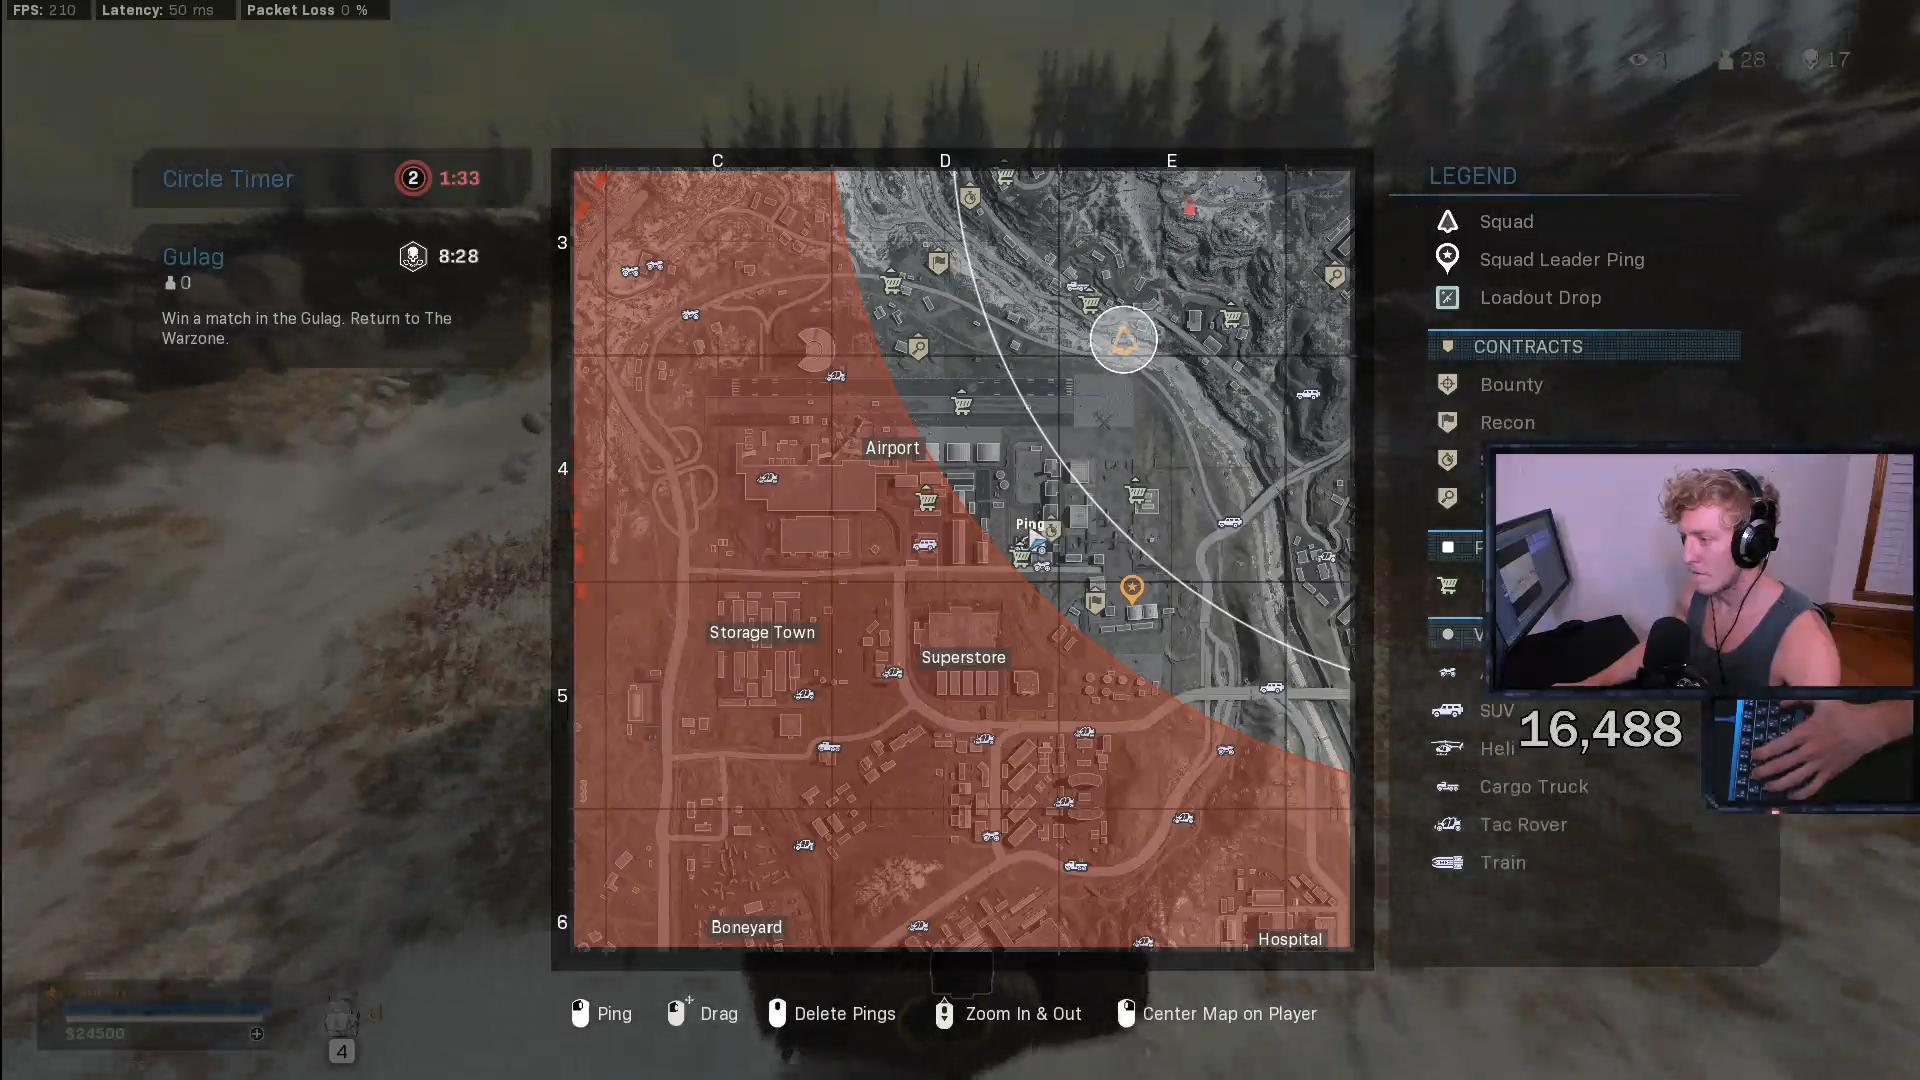 FPS: 210 Latency: 50 ms Packet Loss 0 %
28 17
Circle Timer 2 1:33
Gulag 8:28
0
Win a match in the Gulag. Return to The
Warzone.
C D E
3
4
5
6
Airport
Ping
Storage Town
Superstore
Boneyard
Hospital
LEGEND
Squad
Squad Leader Ping
Loadout Drop
CONTRACTS
Bounty
Recon
SUV
16,488
Heli
Cargo Truck
Tac Rover
Train
$24500
4
Ping Drag Delete Pings Zoom In & Out Center Map on Player